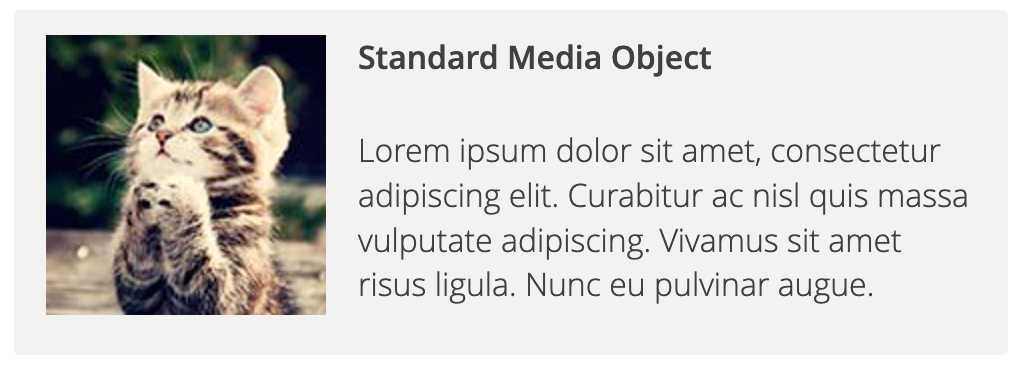 Standard Media Object
Lorem ipsum dolor sit amet, consectetur
adipiscing elit. Curabitur ac nisl quis massa
vulputate adipiscing. Vivamus sit amet
risus ligula. Nunc eu pulvinar augue.